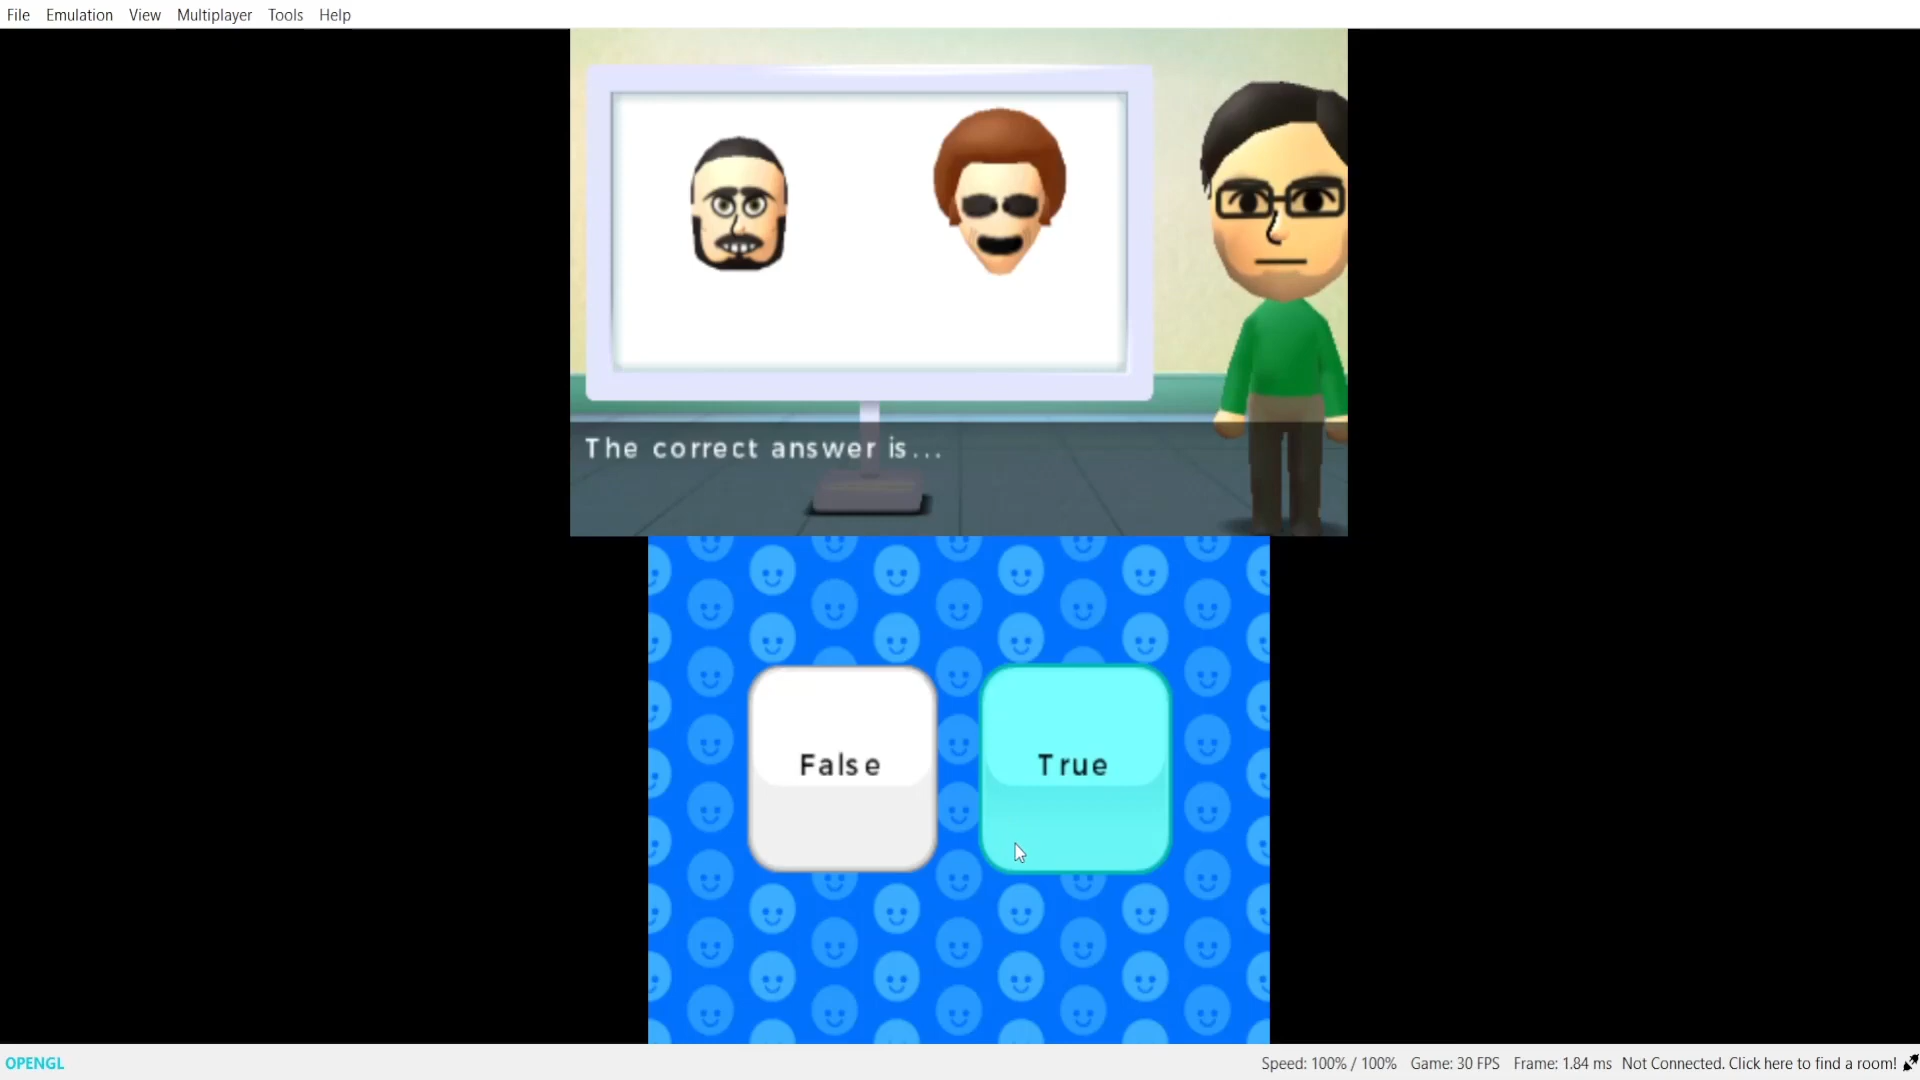 File Emulation View Multiplayer Tools Help
The correct answer is...
False True
OPENGL Speed: 100% / 100% Game: 30 FPS Frame: 1.84 ms Not Connected. Click here to find a room!